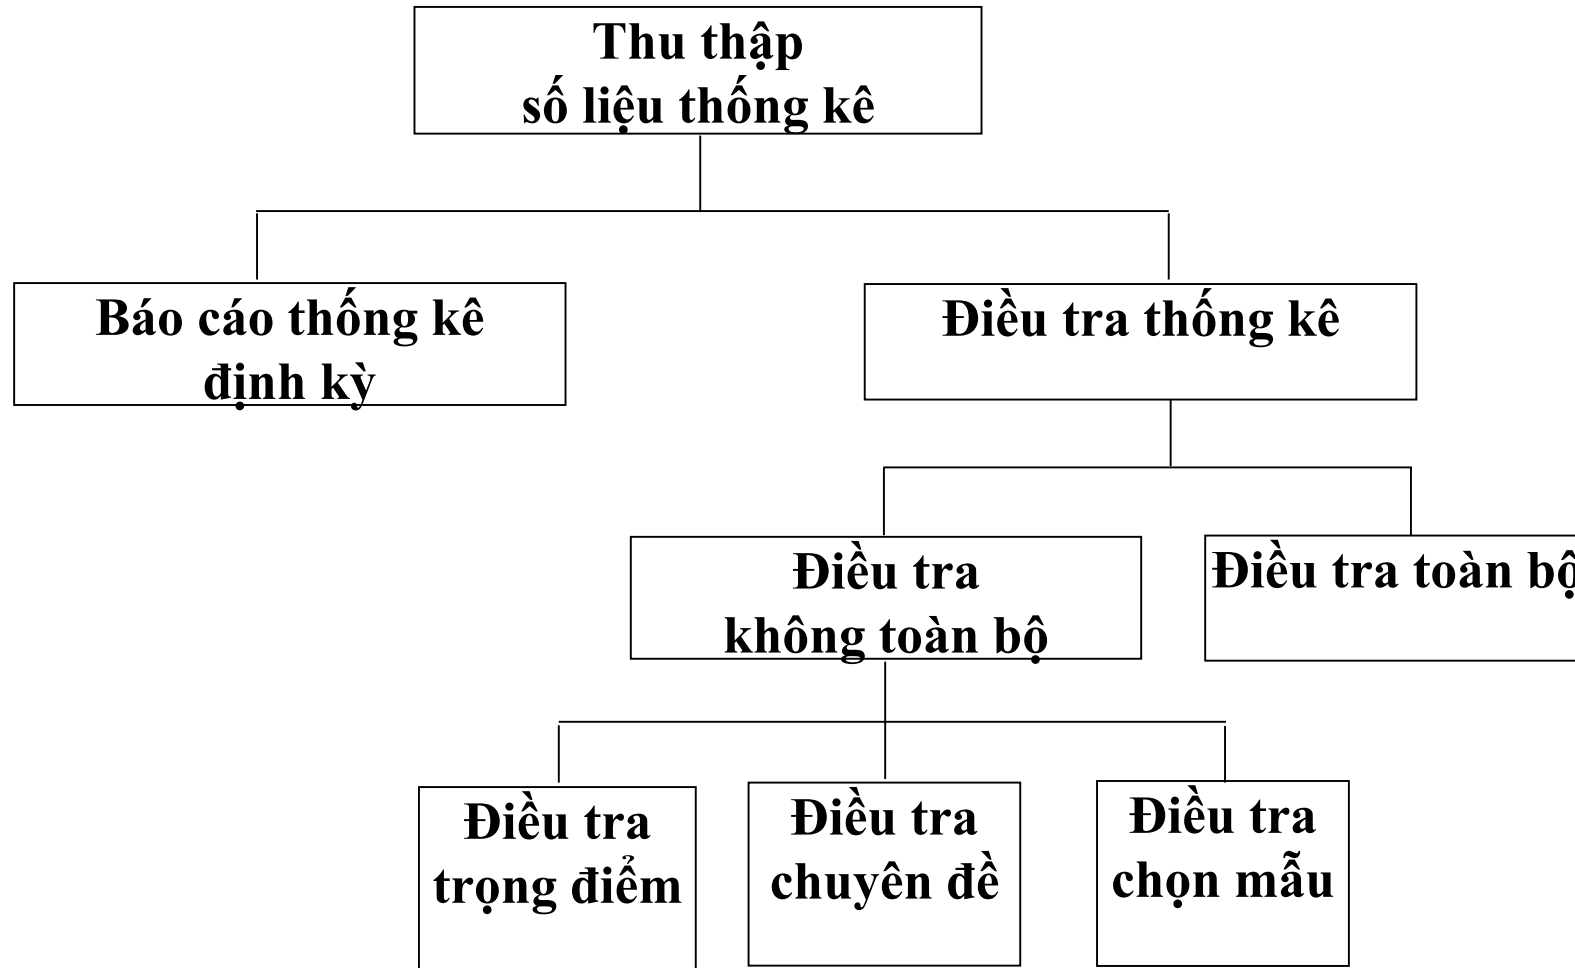 Thu thập
số liệu thống kê
Báo cáo thống kê
định kỳ
Điều tra thống kê
Điều tra
không toàn bộ
Điều tra toàn bộ
Điều tra
trọng điểm
Điều tra
chuyên đề
Điều tra
chọn mẫu